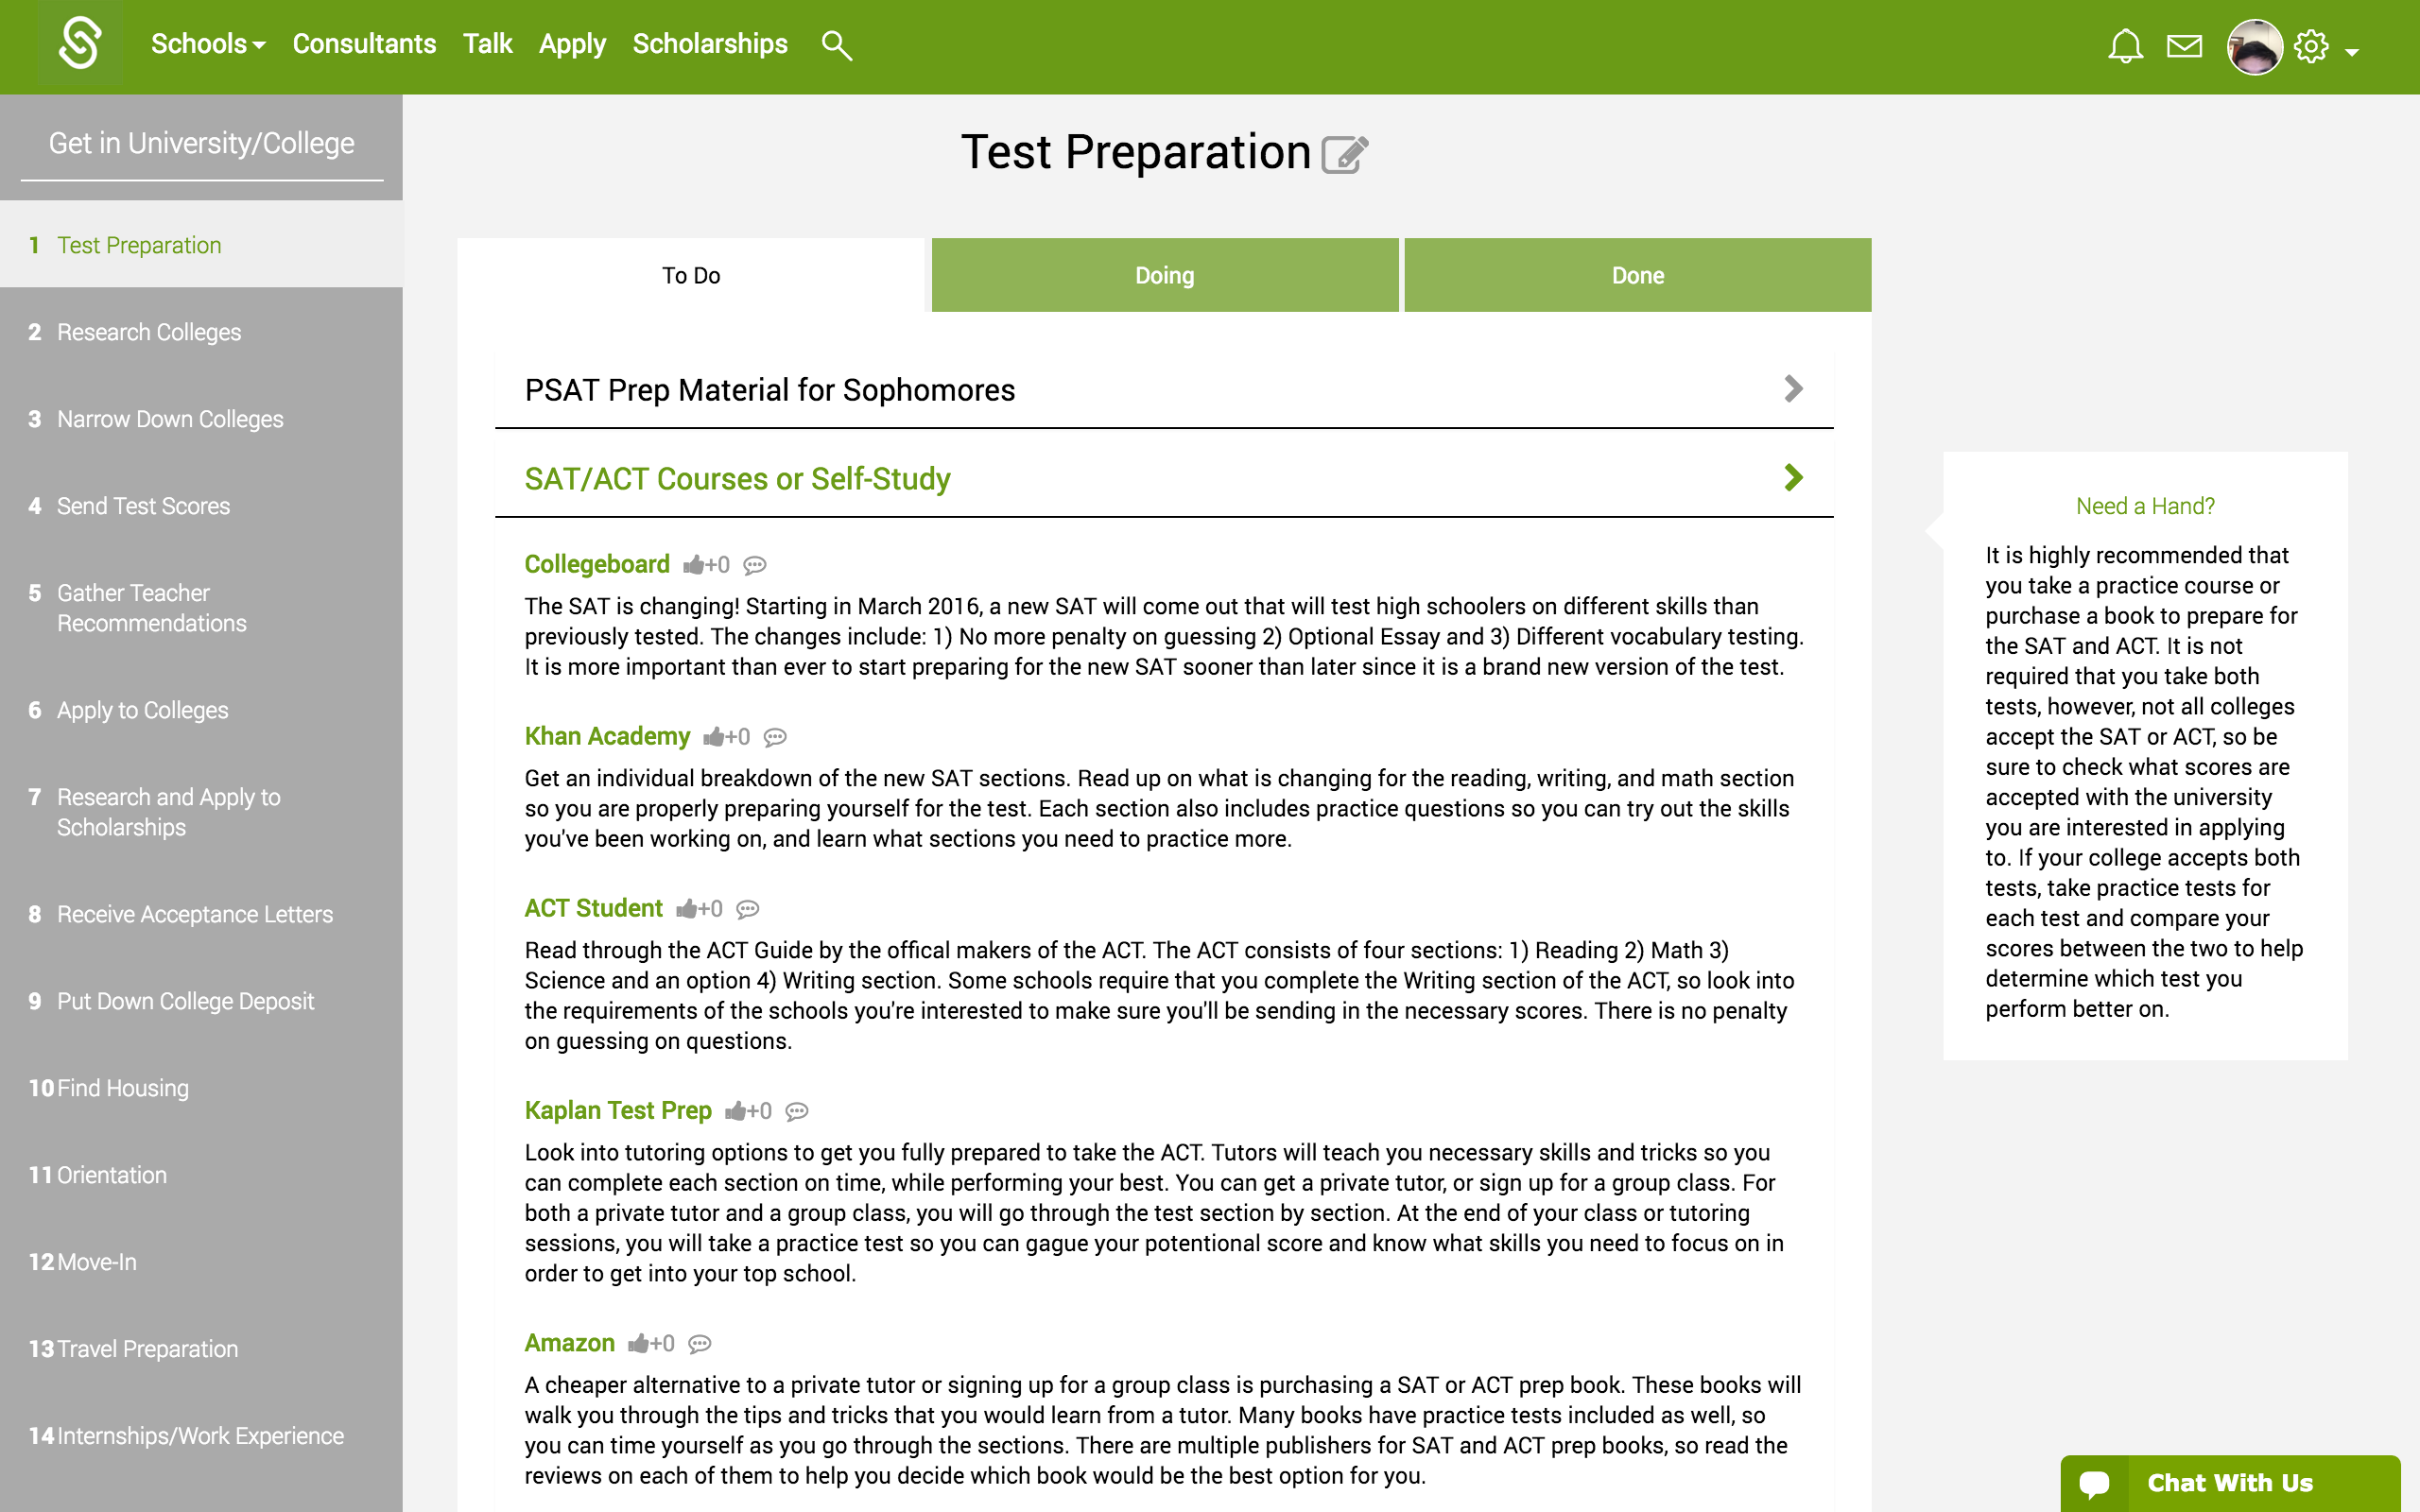 Schools Consultants Talk Apply Scholarships
Get in University/College
1 Test Preparation
2 Research Colleges
3 Narrow Down Colleges
4 Send Test Scores
5 Gather Teacher
Recommendations
6 Apply to Colleges
7 Research and Apply to
Scholarships
8 Receive Acceptance Letters
9 Put Down College Deposit
10 Find Housing
11 Orientation
12 Move-In
13 Travel Preparation
14 Internships/Work Experience
Test Preparation
To Do Doing Done
PSAT Prep Material for Sophomores
SAT/ACT Courses or Self-Study
Collegeboard +0
The SAT is changing! Starting in March 2016, a new SAT will come out that will test high schoolers on different skills than
previously tested. The changes include: 1) No more penalty on guessing 2) Optional Essay and 3) Different vocabulary testing.
It is more important than ever to start preparing for the new SAT sooner than later since it is a brand new version of the test.
Khan Academy +0
Get an individual breakdown of the new SAT sections. Read up on what is changing for the reading, writing, and math section
so you are properly preparing yourself for the test. Each section also includes practice questions so you can try out the skills
you've been working on, and learn what sections you need to practice more.
ACT Student +0
Read through the ACT Guide by the offical makers of the ACT. The ACT consists of four sections: 1) Reading 2) Math 3)
Science and an option 4) Writing section. Some schools require that you complete the Writing section of the ACT, so look into
the requirements of the schools you're interested to make sure you'll be sending in the necessary scores. There is no penalty
on guessing on questions.
Kaplan Test Prep +0
Look into tutoring options to get you fully prepared to take the ACT. Tutors will teach you necessary skills and tricks so you
can complete each section on time, while performing your best. You can get a private tutor, or sign up for a group class. For
both a private tutor and a group class, you will go through the test section by section. At the end of your class or tutoring
sessions, you will take a practice test so you can gague your potentional score and know what skills you need to focus on in
order to get into your top school.
Amazon +0
A cheaper alternative to a private tutor or signing up for a group class is purchasing a SAT or ACT prep book. These books will
walk you through the tips and tricks that you would learn from a tutor. Many books have practice tests included as well, so
you can time yourself as you go through the sections. There are multiple publishers for SAT and ACT prep books, so read the
reviews on each of them to help you decide which book would be the best option for you.
Need a Hand?
It is highly recommended that
you take a practice course or
purchase a book to prepare for
the SAT and ACT. It is not
required that you take both
tests, however, not all colleges
accept the SAT or ACT, so be
sure to check what scores are
accepted with the university
you are interested in applying
to. If your college accepts both
tests, take practice tests for
each test and compare your
scores between the two to help
determine which test you
perform better on.
Chat With Us